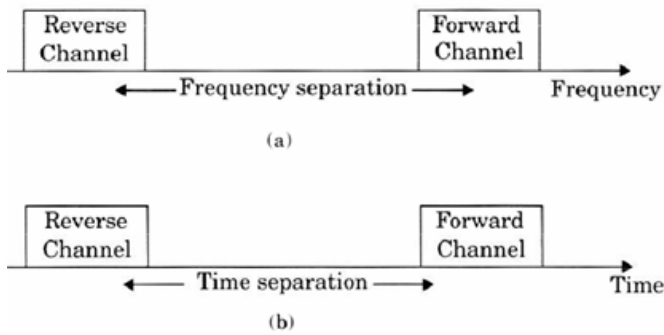 Reverse Channel
Forward Channel
Frequency separation
Frequency
(a)
Reverse Channel
Forward Channel
Time separation
Time
(b)